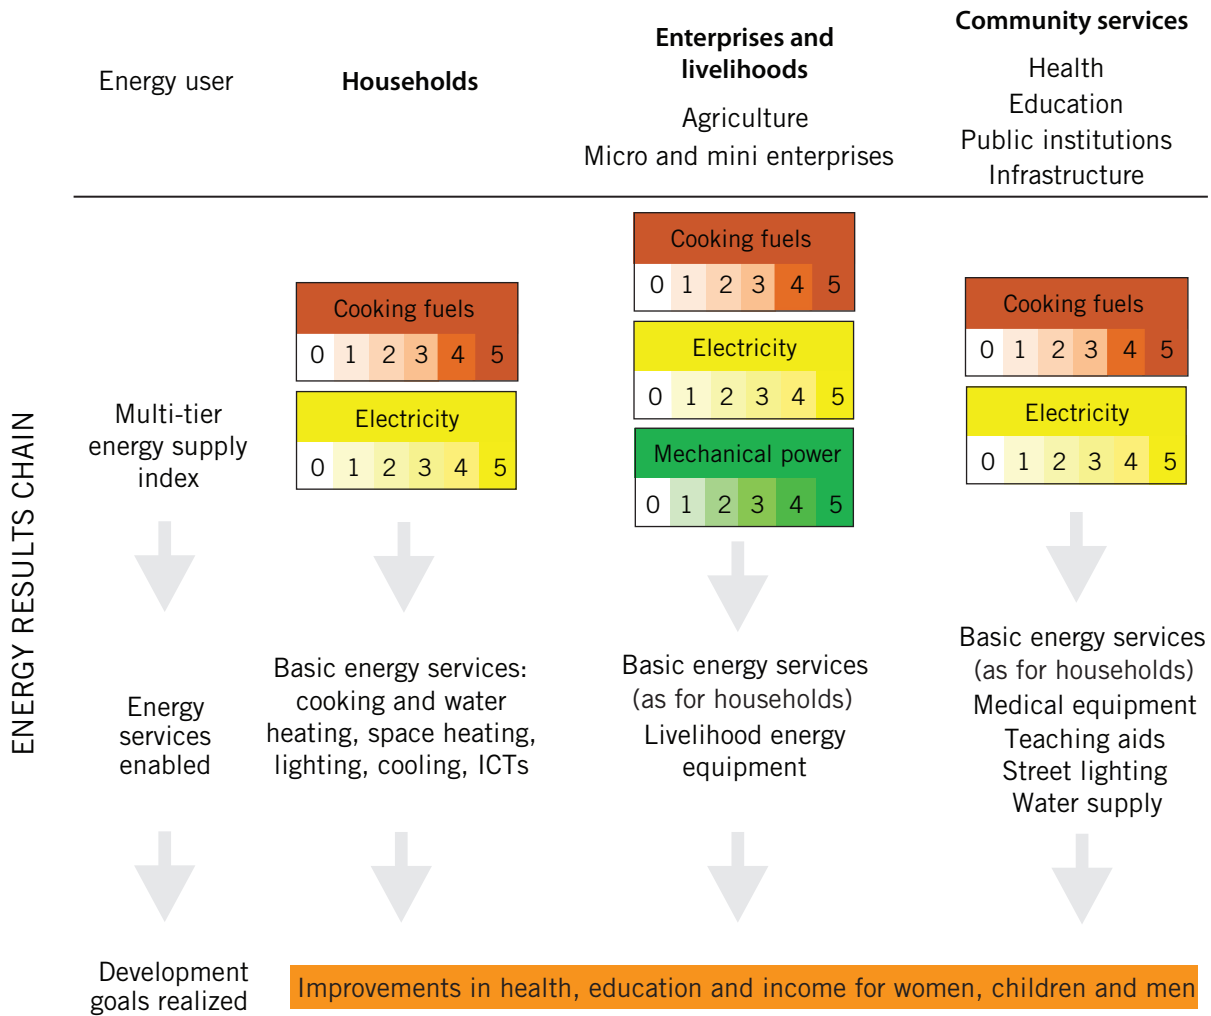 Energy user
Households
Enterprises and
livelihoods
Agriculture
Micro and mini enterprises
Community services
Health
Education
Public institutions
Infrastructure
ENERGY RESULTS CHAIN
Multi-tier
energy supply
index
Cooking fuels
0 1 2 3 4 5
Electricity
0 1 2 3 4 5
Cooking fuels
0 1 2 3 4 5
Electricity
0 1 2 3 4 5
Mechanical power
0 1 2 3 4 5
Cooking fuels
0 1 2 3 4 5
Electricity
0 1 2 3 4 5
Energy
services
enabled
Basic energy services:
cooking and water
heating, space heating,
lighting, cooling, ICTs
Basic energy services
(as for households)
Livelihood energy
equipment
Basic energy services
(as for households)
Medical equipment
Teaching aids
Street lighting
Water supply
Development
goals realized
Improvements in health, education and income for women, children and men